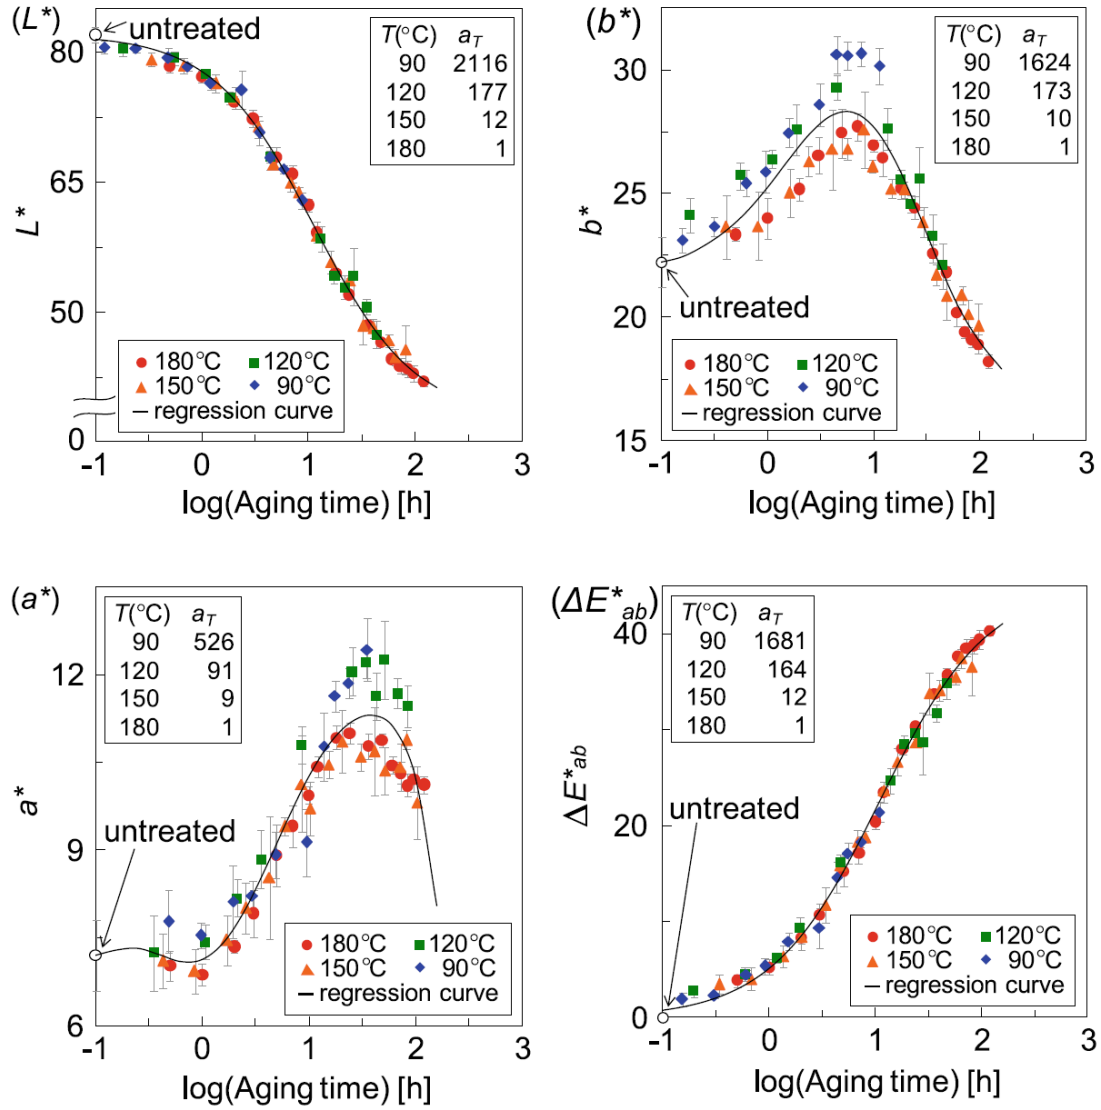 (L*)
untreated
T(°C) a_T
90 2116
120 177
150 12
180 1
80
65
50
0
L*
180°C 120°C
150°C 90°C
— regression curve
-1 0 1 2 3
log(Aging time) [h]
(b*)
untreated
T(°C) a_T
90 1624
120 173
150 10
180 1
30
25
20
15
b*
180°C 120°C
150°C 90°C
— regression curve
-1 0 1 2 3
log(Aging time) [h]
(a*)
untreated
T(°C) a_T
90 526
120 91
150 9
180 1
12
9
6
a*
180°C 120°C
150°C 90°C
— regression curve
-1 0 1 2 3
log(Aging time) [h]
(ΔE*ab)
untreated
T(°C) a_T
90 1681
120 164
150 12
180 1
40
20
0
ΔE*ab
180°C 120°C
150°C 90°C
— regression curve
-1 0 1 2 3
log(Aging time) [h]